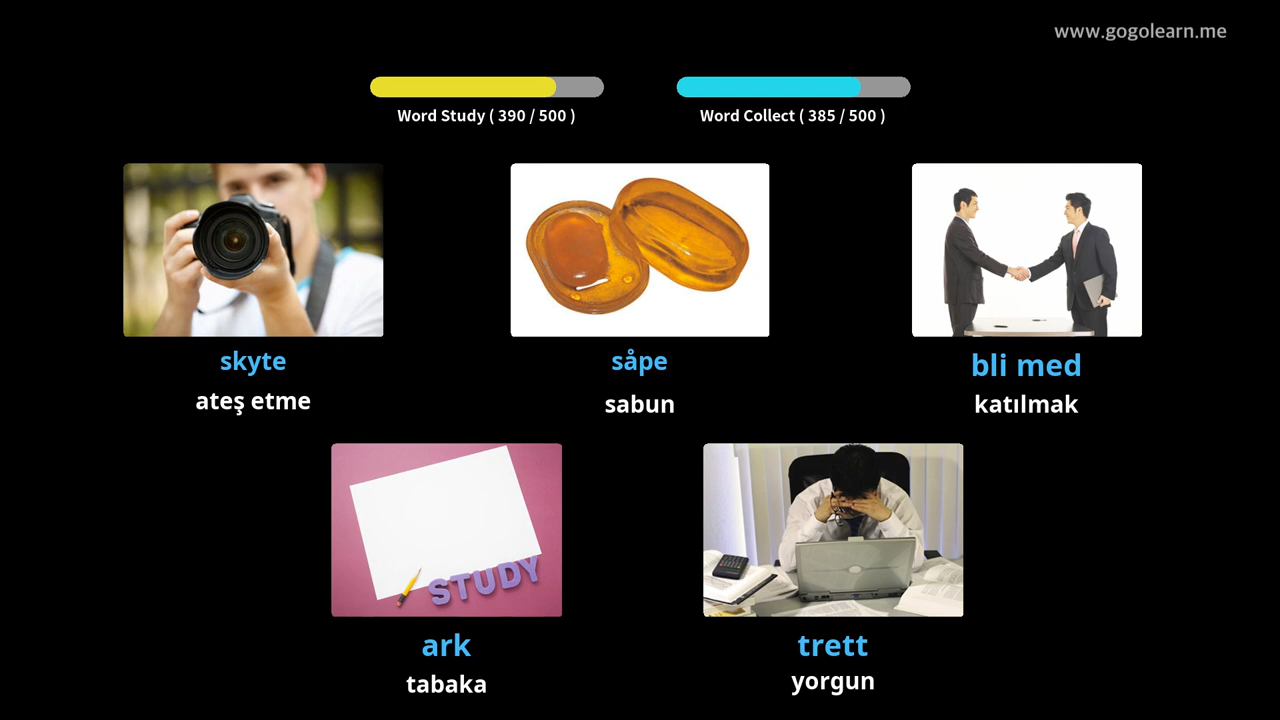 www.gogolearn.me
Word Study ( 390 / 500 )
Word Collect ( 385 / 500 )
skyte
ateş etme
såpe
sabun
bli med
katılmak
STUDY
ark
tabaka
trett
yorgun